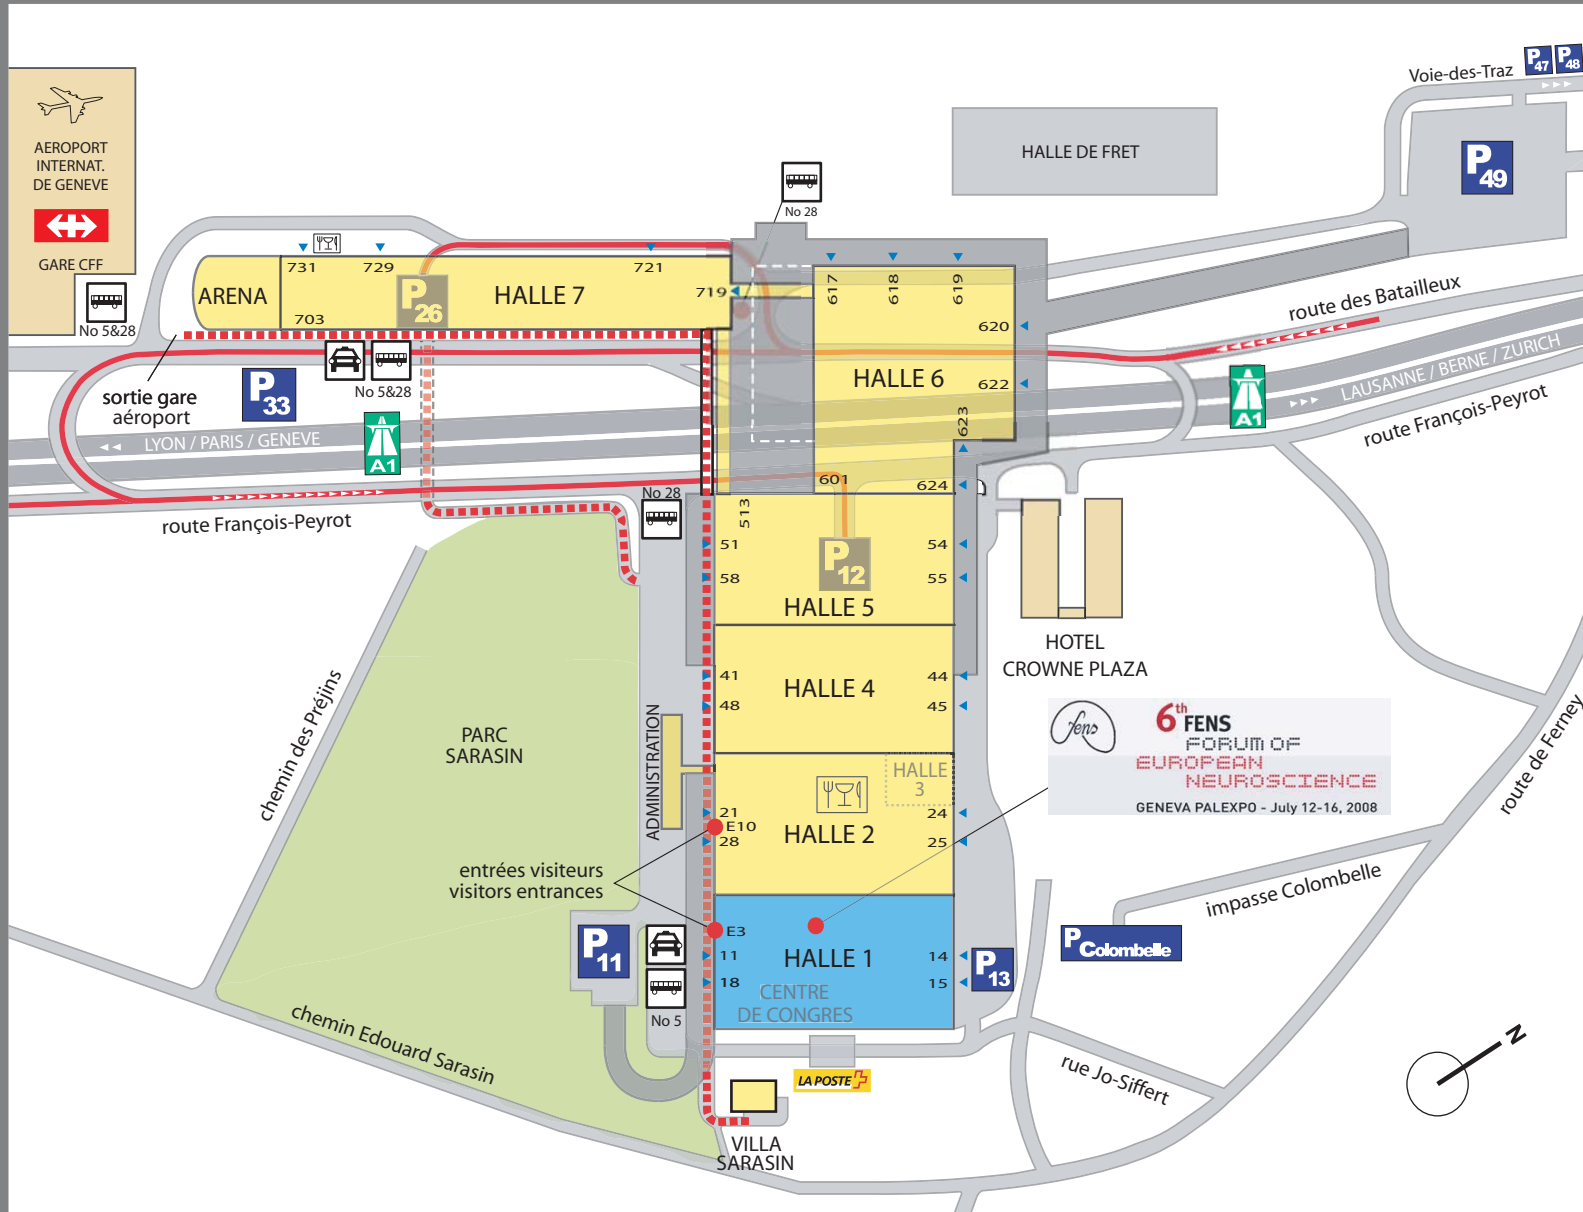 Voie-des-Traz
P47
P48
AEROPORT
INTERNAT.
DE GENEVE
GARE CFF
No 5&28
HALLE DE FRET
P49
No 28
731
729
721
ARENA
P26
HALLE 7
719
703
617
618
619
620
622
623
HALLE 6
601
624
route des Batailleux
LAUSANNE / BERNE / ZURICH
route François-Peyrot
A1
sortie gare
aéroport
P33
No 5&28
LYON / PARIS / GENEVE
A1
route François-Peyrot
No 28
513
51
58
P12
54
55
HALLE 5
HOTEL
CROWNE PLAZA
41
48
HALLE 4
44
45
chemin des Préjins
PARC
SARASIN
ADMINISTRATION
HALLE
3
21
E10
28
HALLE 2
24
25
fens
6th FENS
FORUM OF
EUROPEAN
NEUROSCIENCE
GENEVA PALEXPO - July 12-16, 2008
route de Ferney
entrées visiteurs
visitors entrances
impasse Colombelle
P Colombelle
P11
E3
11
18
HALLE 1
CENTRE
DE CONGRES
14
15
P13
No 5
chemin Edouard Sarasin
LA POSTE
rue Jo-Siffert
N
VILLA
SARASIN